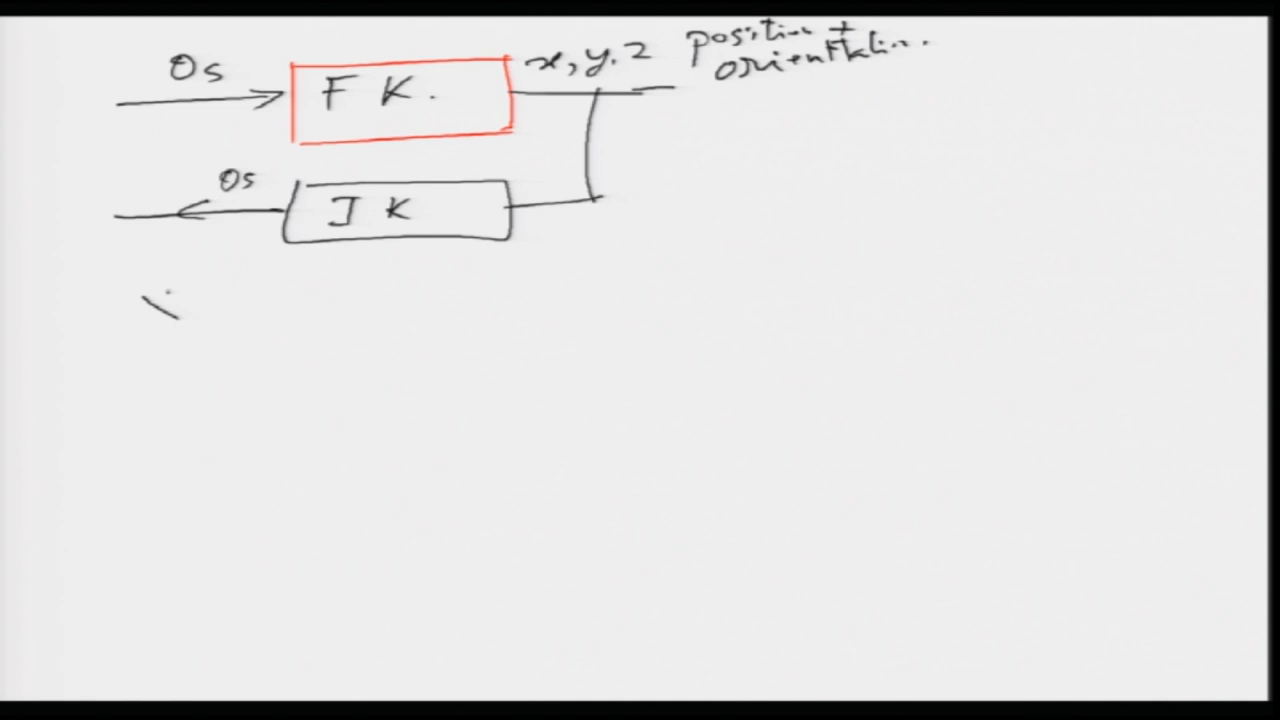 θs
F K.
x, y, z position +
orientation.
θs
I K